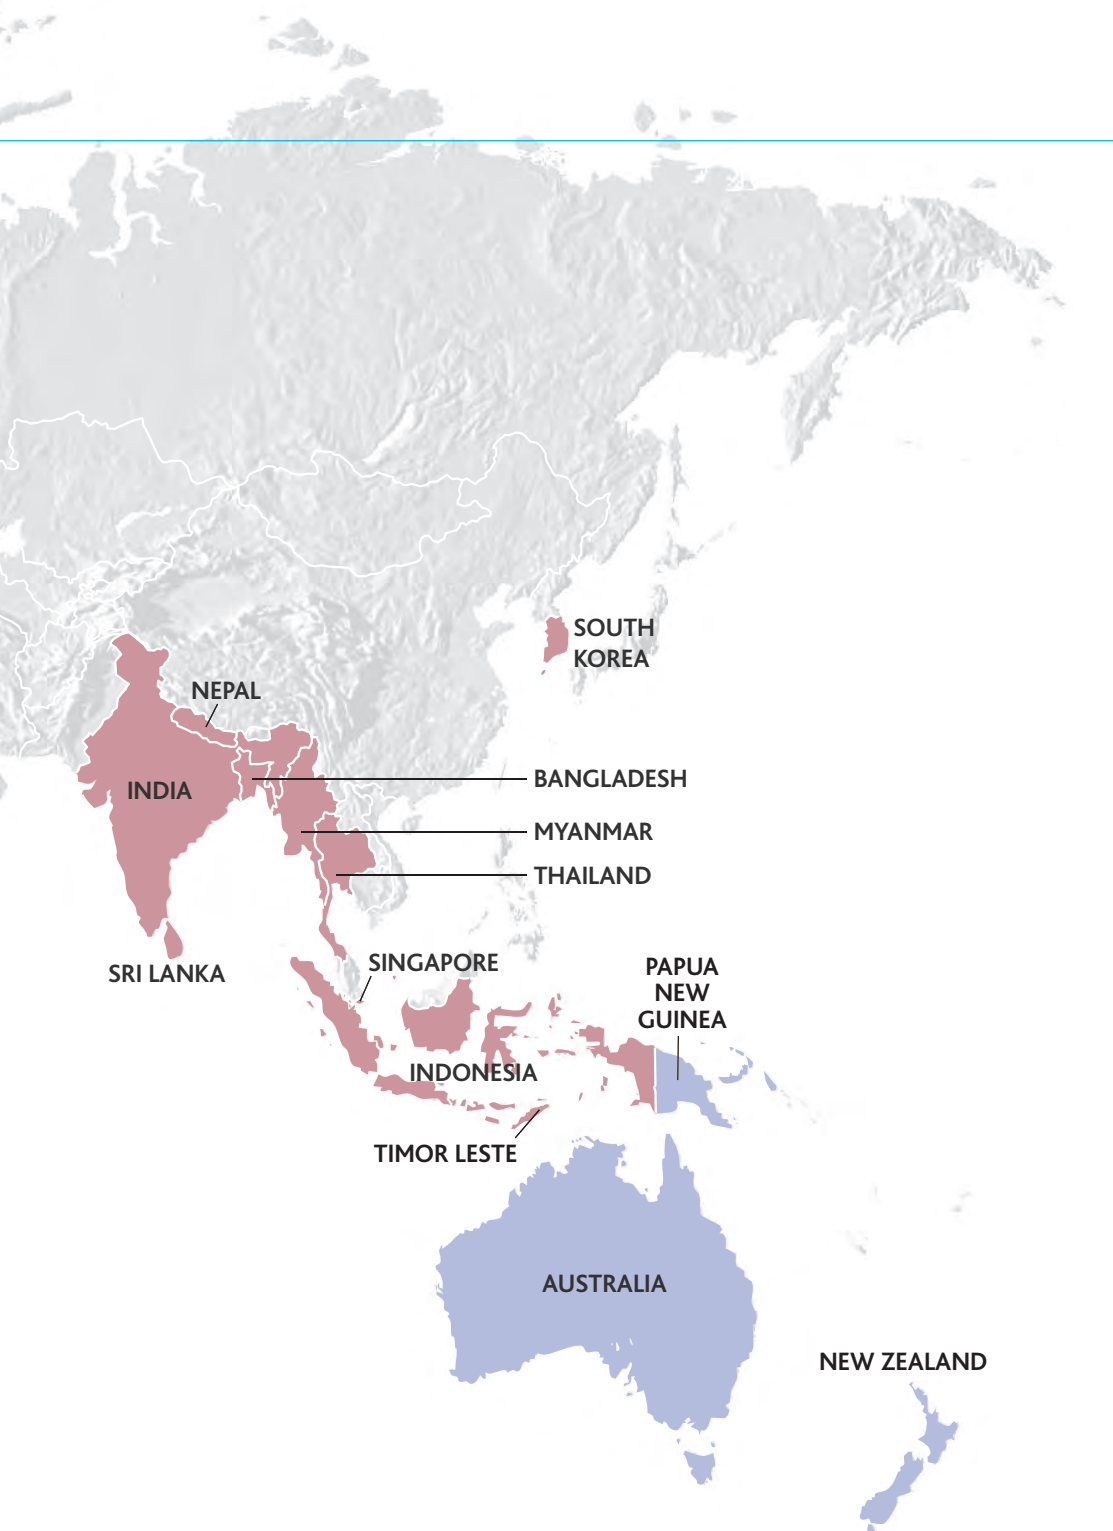 SOUTH
KOREA
NEPAL
BANGLADESH
INDIA
MYANMAR
THAILAND
SINGAPORE
SRI LANKA
PAPUA
NEW
GUINEA
INDONESIA
TIMOR LESTE
AUSTRALIA
NEW ZEALAND